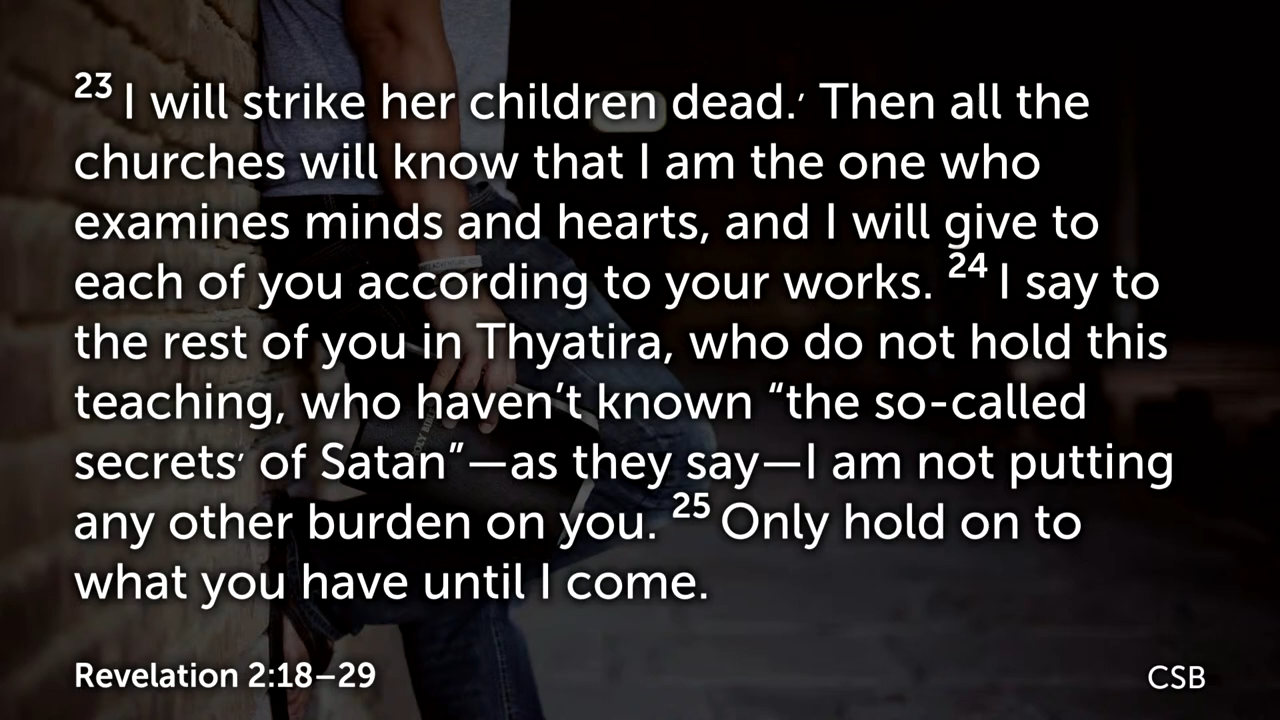 23 I will strike her children dead.′ Then all the
churches will know that I am the one who
examines minds and hearts, and I will give to
each of you according to your works. 24 I say to
the rest of you in Thyatira, who do not hold this
teaching, who haven’t known “the so-called
secrets′ of Satan”—as they say—I am not putting
any other burden on you. 25 Only hold on to
what you have until I come.
Revelation 2:18–29
CSB